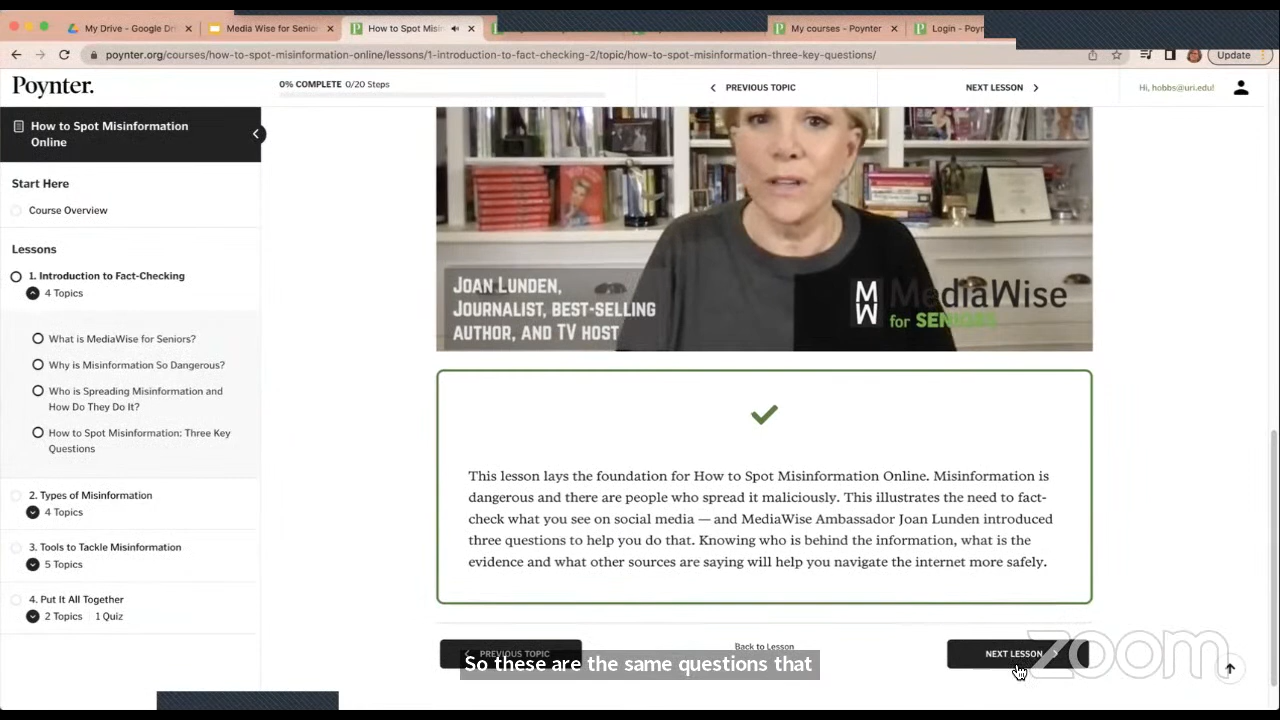 My Drive - Google Dri
Media Wise for Senior
How to Spot Misin
My courses - Poynter
Login - Poyn
poynter.org/courses/how-to-spot-misinformation-online/lessons/1-introduction-to-fact-checking-2/topic/how-to-spot-misinformation-three-key-questions/
Update
Poynter.
0% COMPLETE 0/20 Steps
PREVIOUS TOPIC
NEXT LESSON
Hi, hobbs@uri.edu!
How to Spot Misinformation
Online
Start Here
Course Overview
Lessons
1. Introduction to Fact-Checking
4 Topics
What is MediaWise for Seniors?
Why is Misinformation So Dangerous?
Who is Spreading Misinformation and
How Do They Do It?
How to Spot Misinformation: Three Key
Questions
2. Types of Misinformation
4 Topics
3. Tools to Tackle Misinformation
5 Topics
4. Put It All Together
2 Topics 1 Quiz
JOAN LUNDEN,
JOURNALIST, BEST-SELLING
AUTHOR, AND TV HOST
MW MediaWise
for SENIORS
This lesson lays the foundation for How to Spot Misinformation Online. Misinformation is
dangerous and there are people who spread it maliciously. This illustrates the need to fact-
check what you see on social media — and MediaWise Ambassador Joan Lunden introduced
three questions to help you do that. Knowing who is behind the information, what is the
evidence and what other sources are saying will help you navigate the internet more safely.
PREVIOUS TOPIC
Back to Lesson
NEXT LESSON
So these are the same questions that
zoom